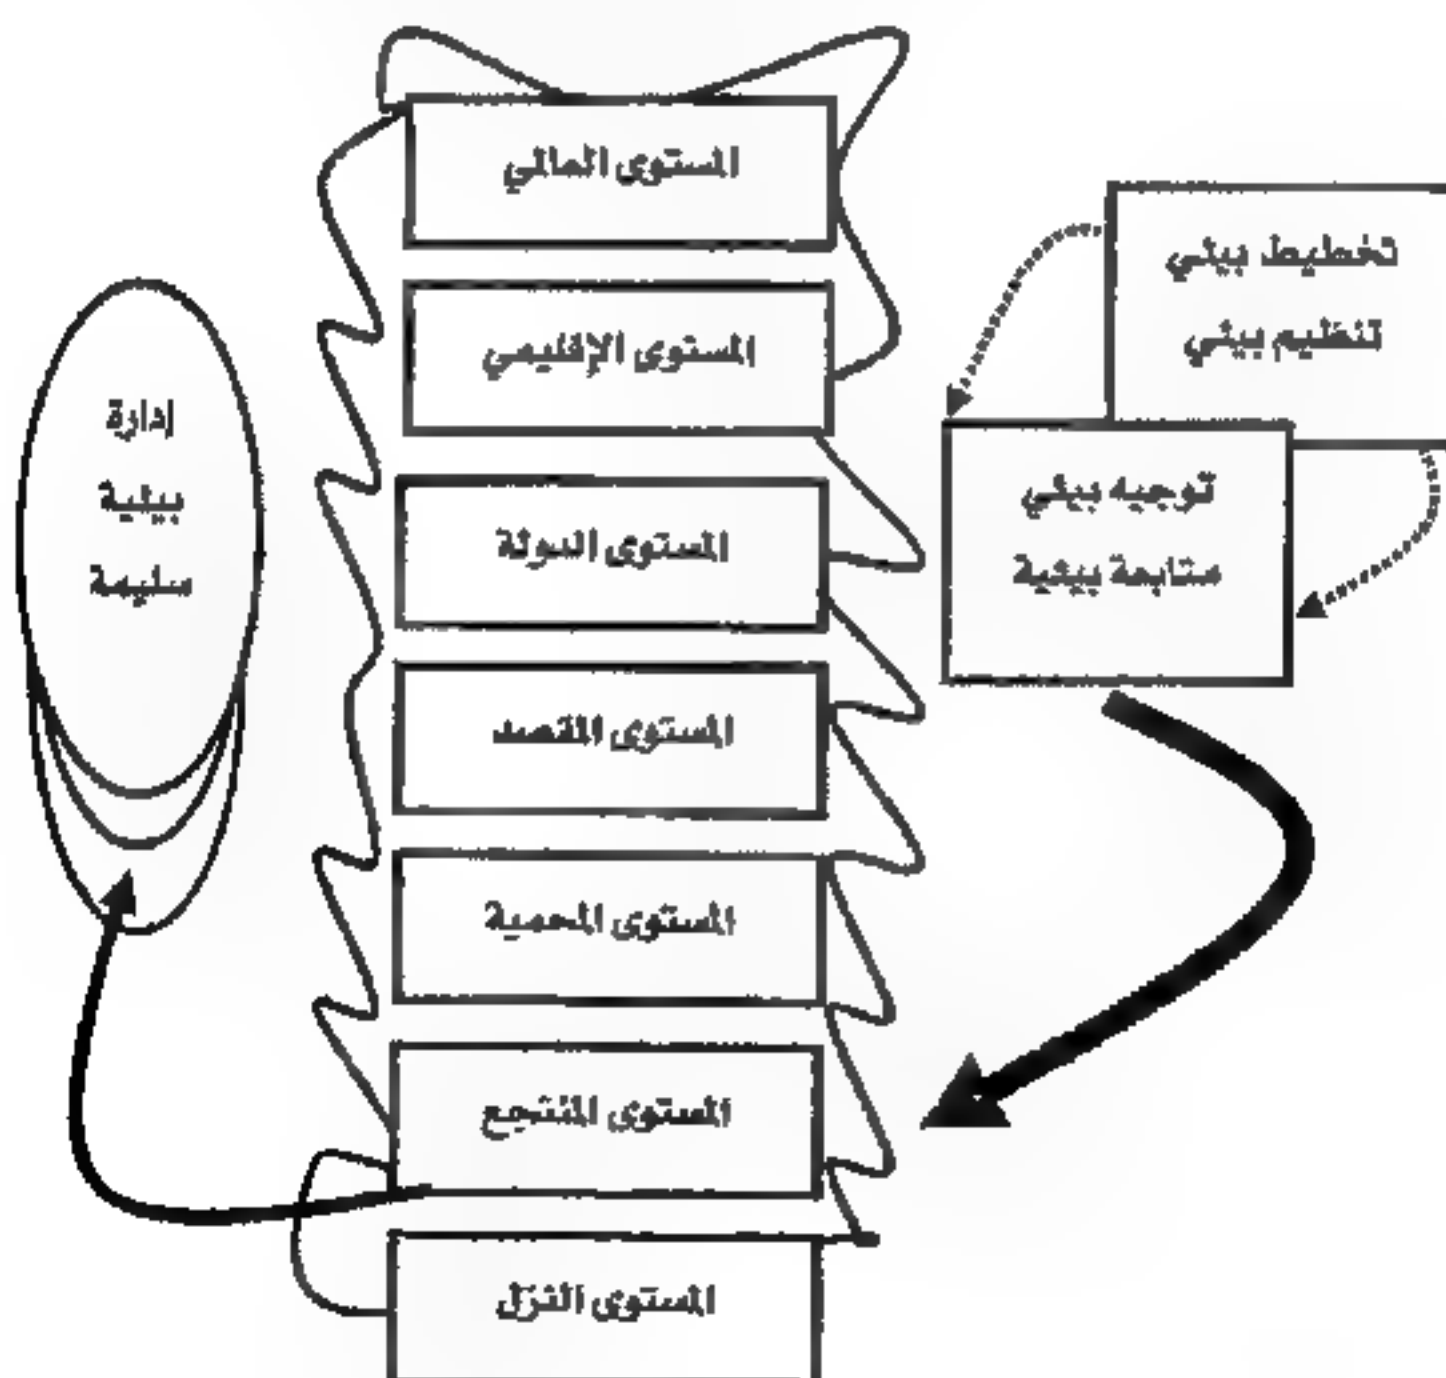 المستوى العالمي
تخطيط بيئي
تنظيم بيئي
المستوى الإقليمي
إدارة
بيئية
سليمة
توجيه بيئي
متابعة بيئية
المستوى الدولة
المستوى المقصد
المستوى المحمية
المستوى المنتجع
المستوى النزل